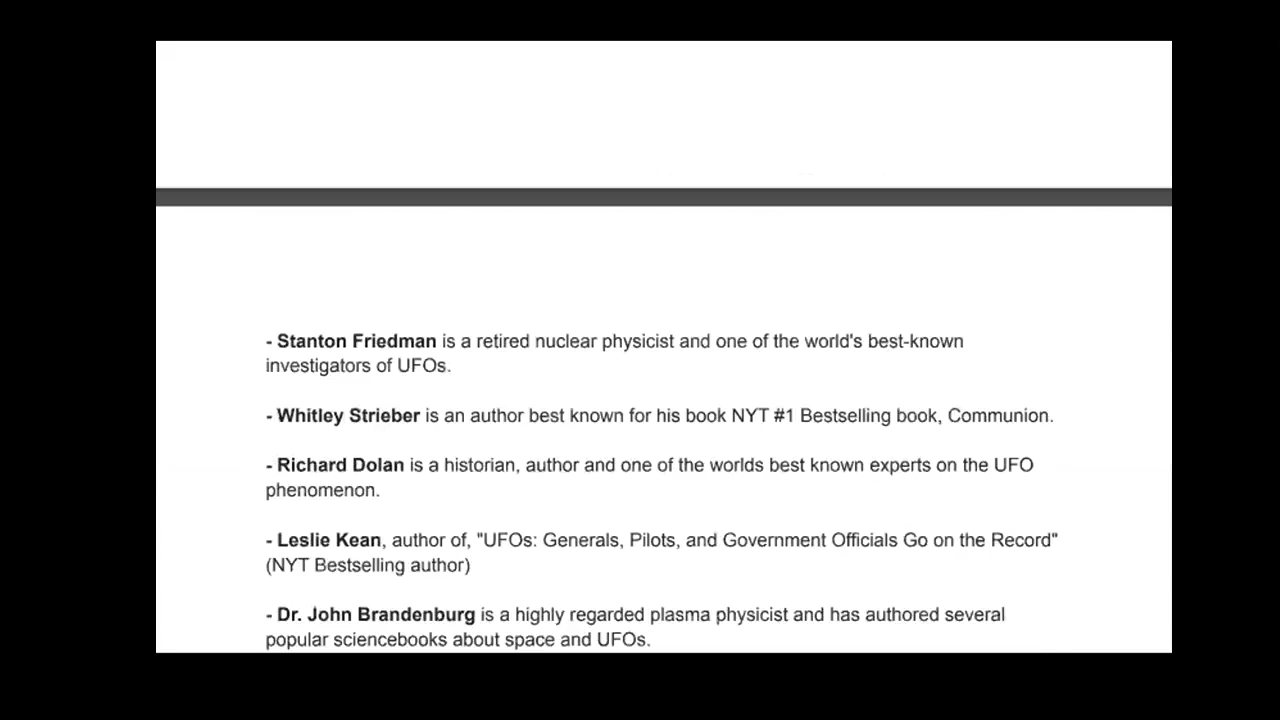 - Stanton Friedman is a retired nuclear physicist and one of the world's best-known
investigators of UFOs.
- Whitley Strieber is an author best known for his book NYT #1 Bestselling book, Communion.
- Richard Dolan is a historian, author and one of the worlds best known experts on the UFO
phenomenon.
- Leslie Kean, author of, "UFOs: Generals, Pilots, and Government Officials Go on the Record"
(NYT Bestselling author)
- Dr. John Brandenburg is a highly regarded plasma physicist and has authored several
popular sciencebooks about space and UFOs.